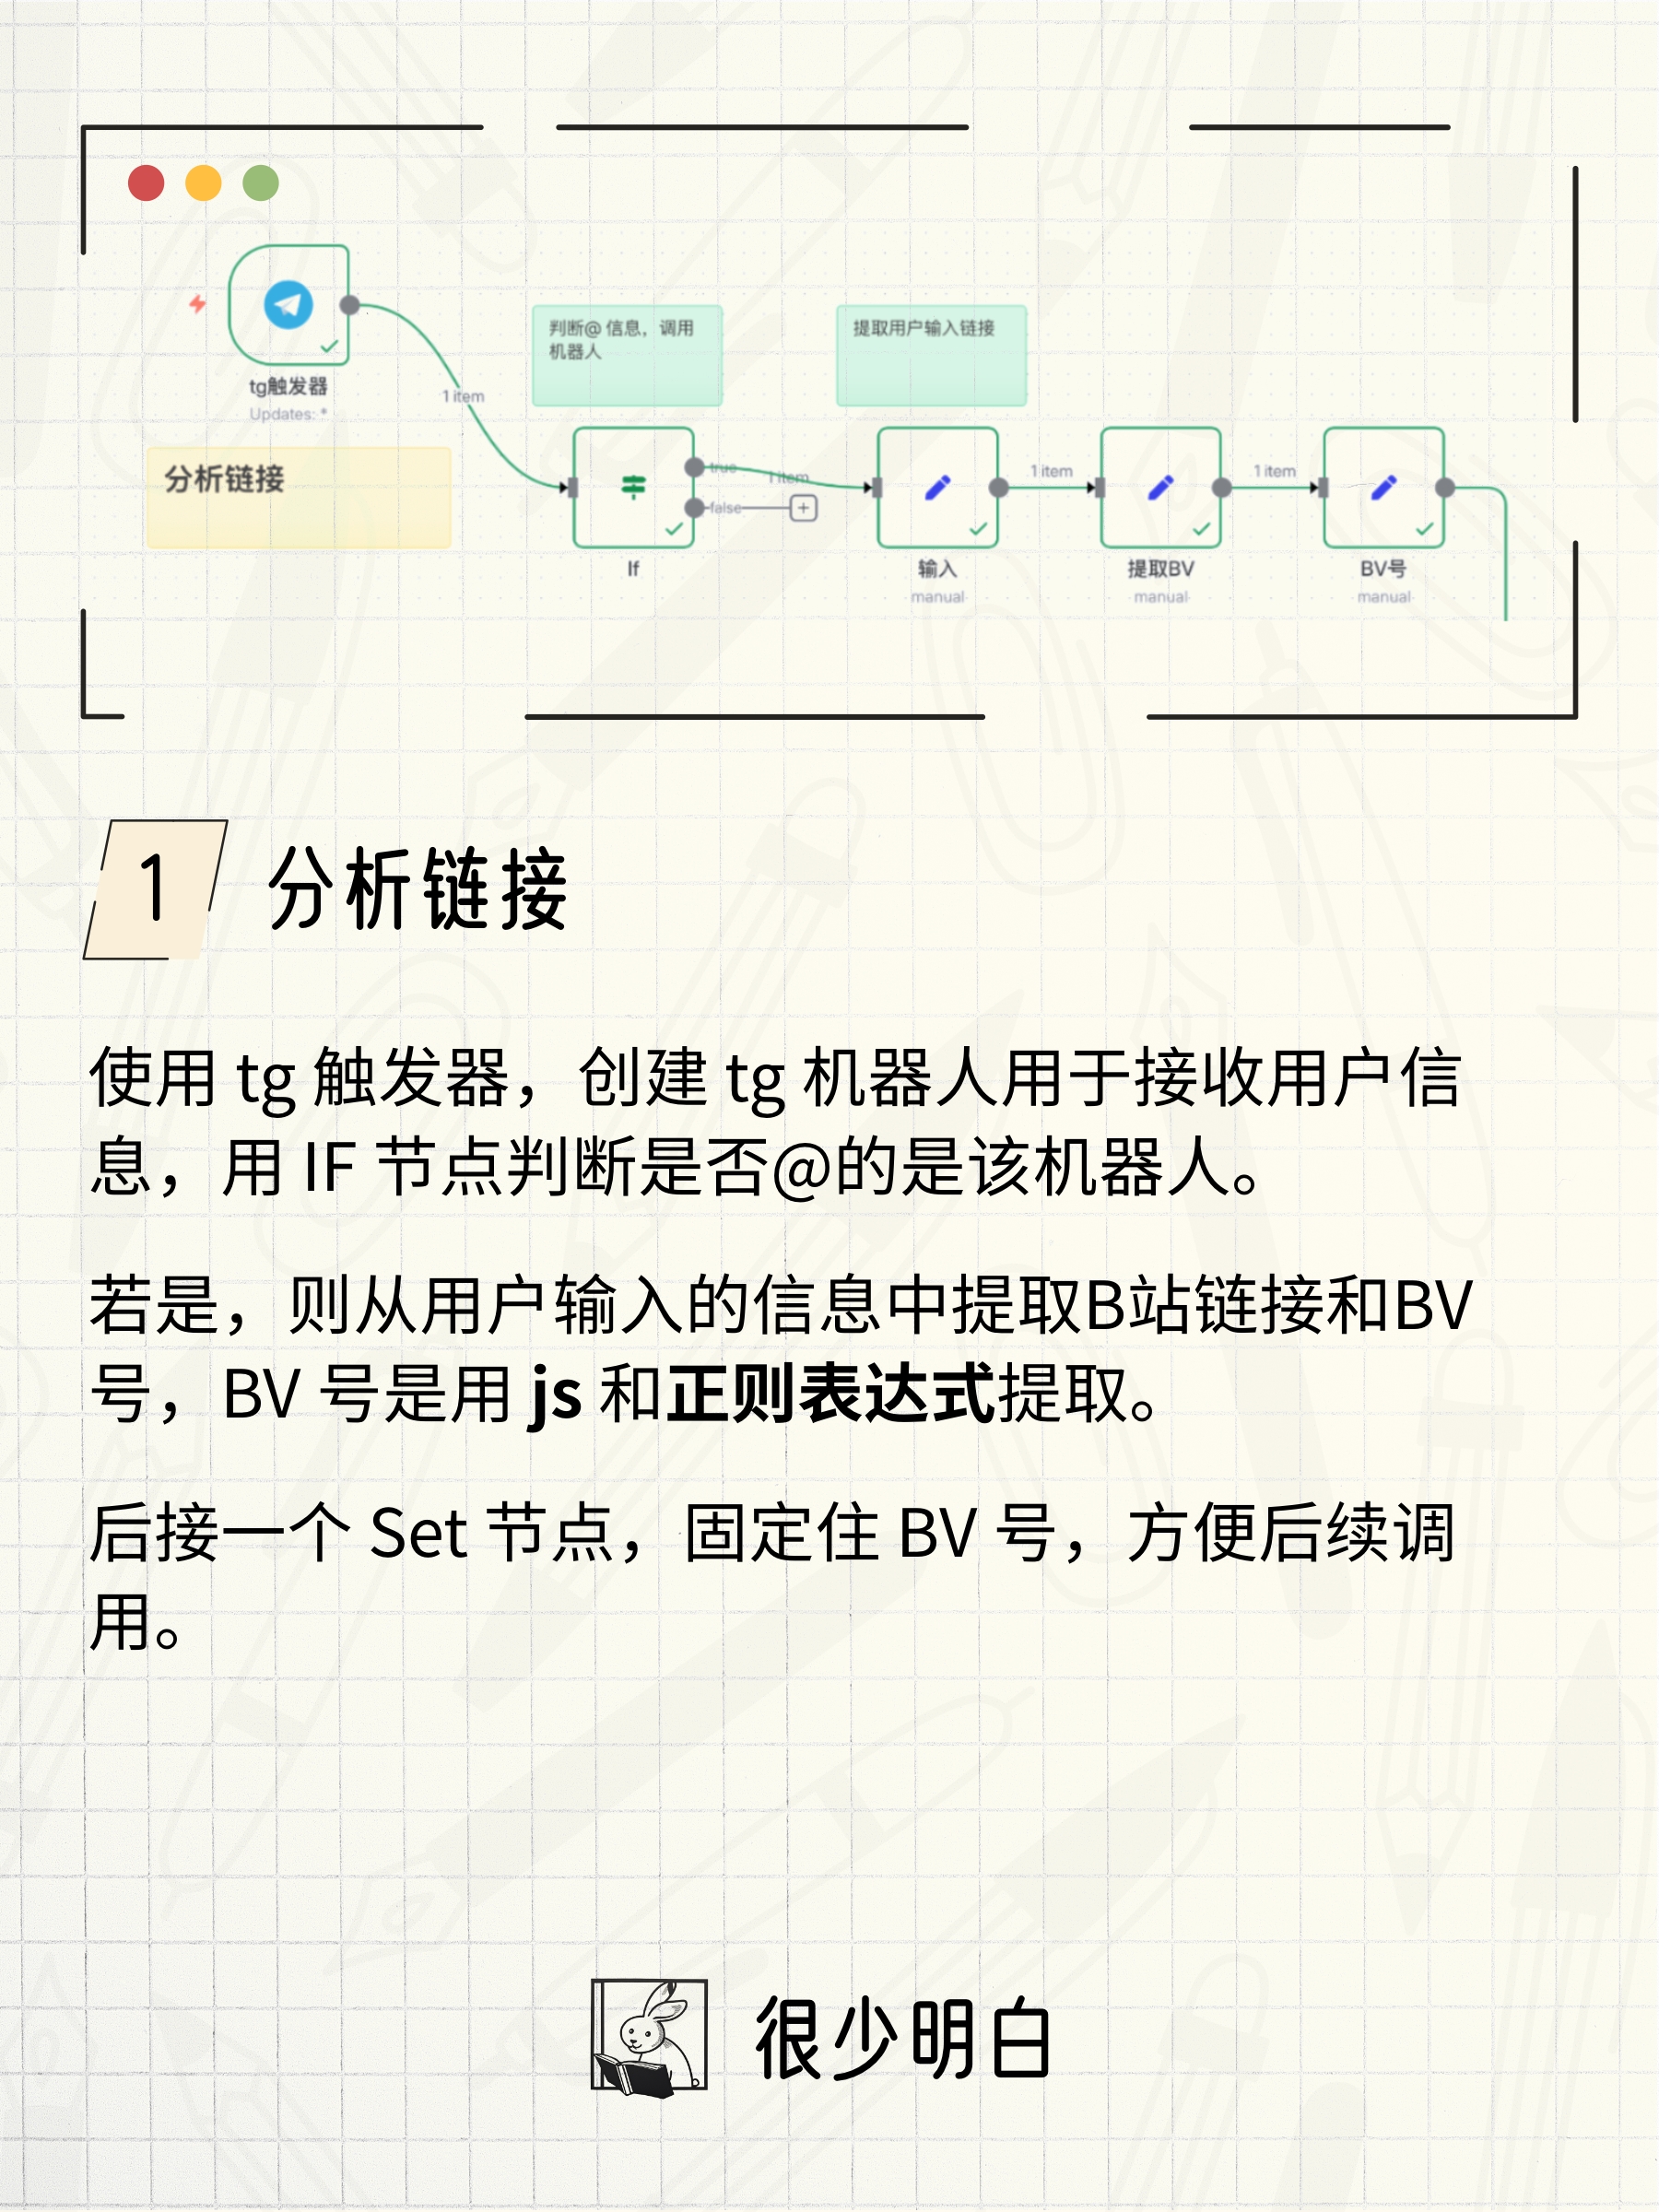 tg触发器
Updates: *
1 item
判断@ 信息，调用
机器人
提取用户输入链接
分析链接
true
1 item
false
1 item
1 item
If
输入
manual
提取BV
manual
BV号
manual
1 分析链接
使用 tg 触发器，创建 tg 机器人用于接收用户信
息，用 IF 节点判断是否@的是该机器人。
若是，则从用户输入的信息中提取B站链接和BV
号，BV 号是用 js 和正则表达式提取。
后接一个 Set 节点，固定住 BV 号，方便后续调
用。
很少明白